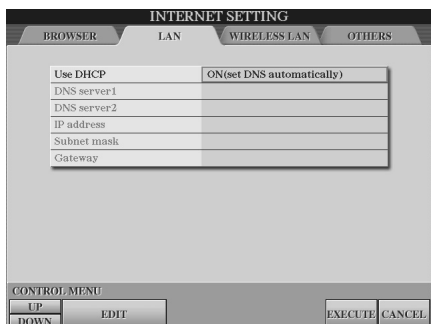 INTERNET SETTING
BROWSER LAN WIRELESS LAN OTHERS
Use DHCP ON(set DNS automatically)
DNS server1
DNS server2
IP address
Subnet mask
Gateway
CONTROL MENU
UP
DOWN EDIT EXECUTE CANCEL